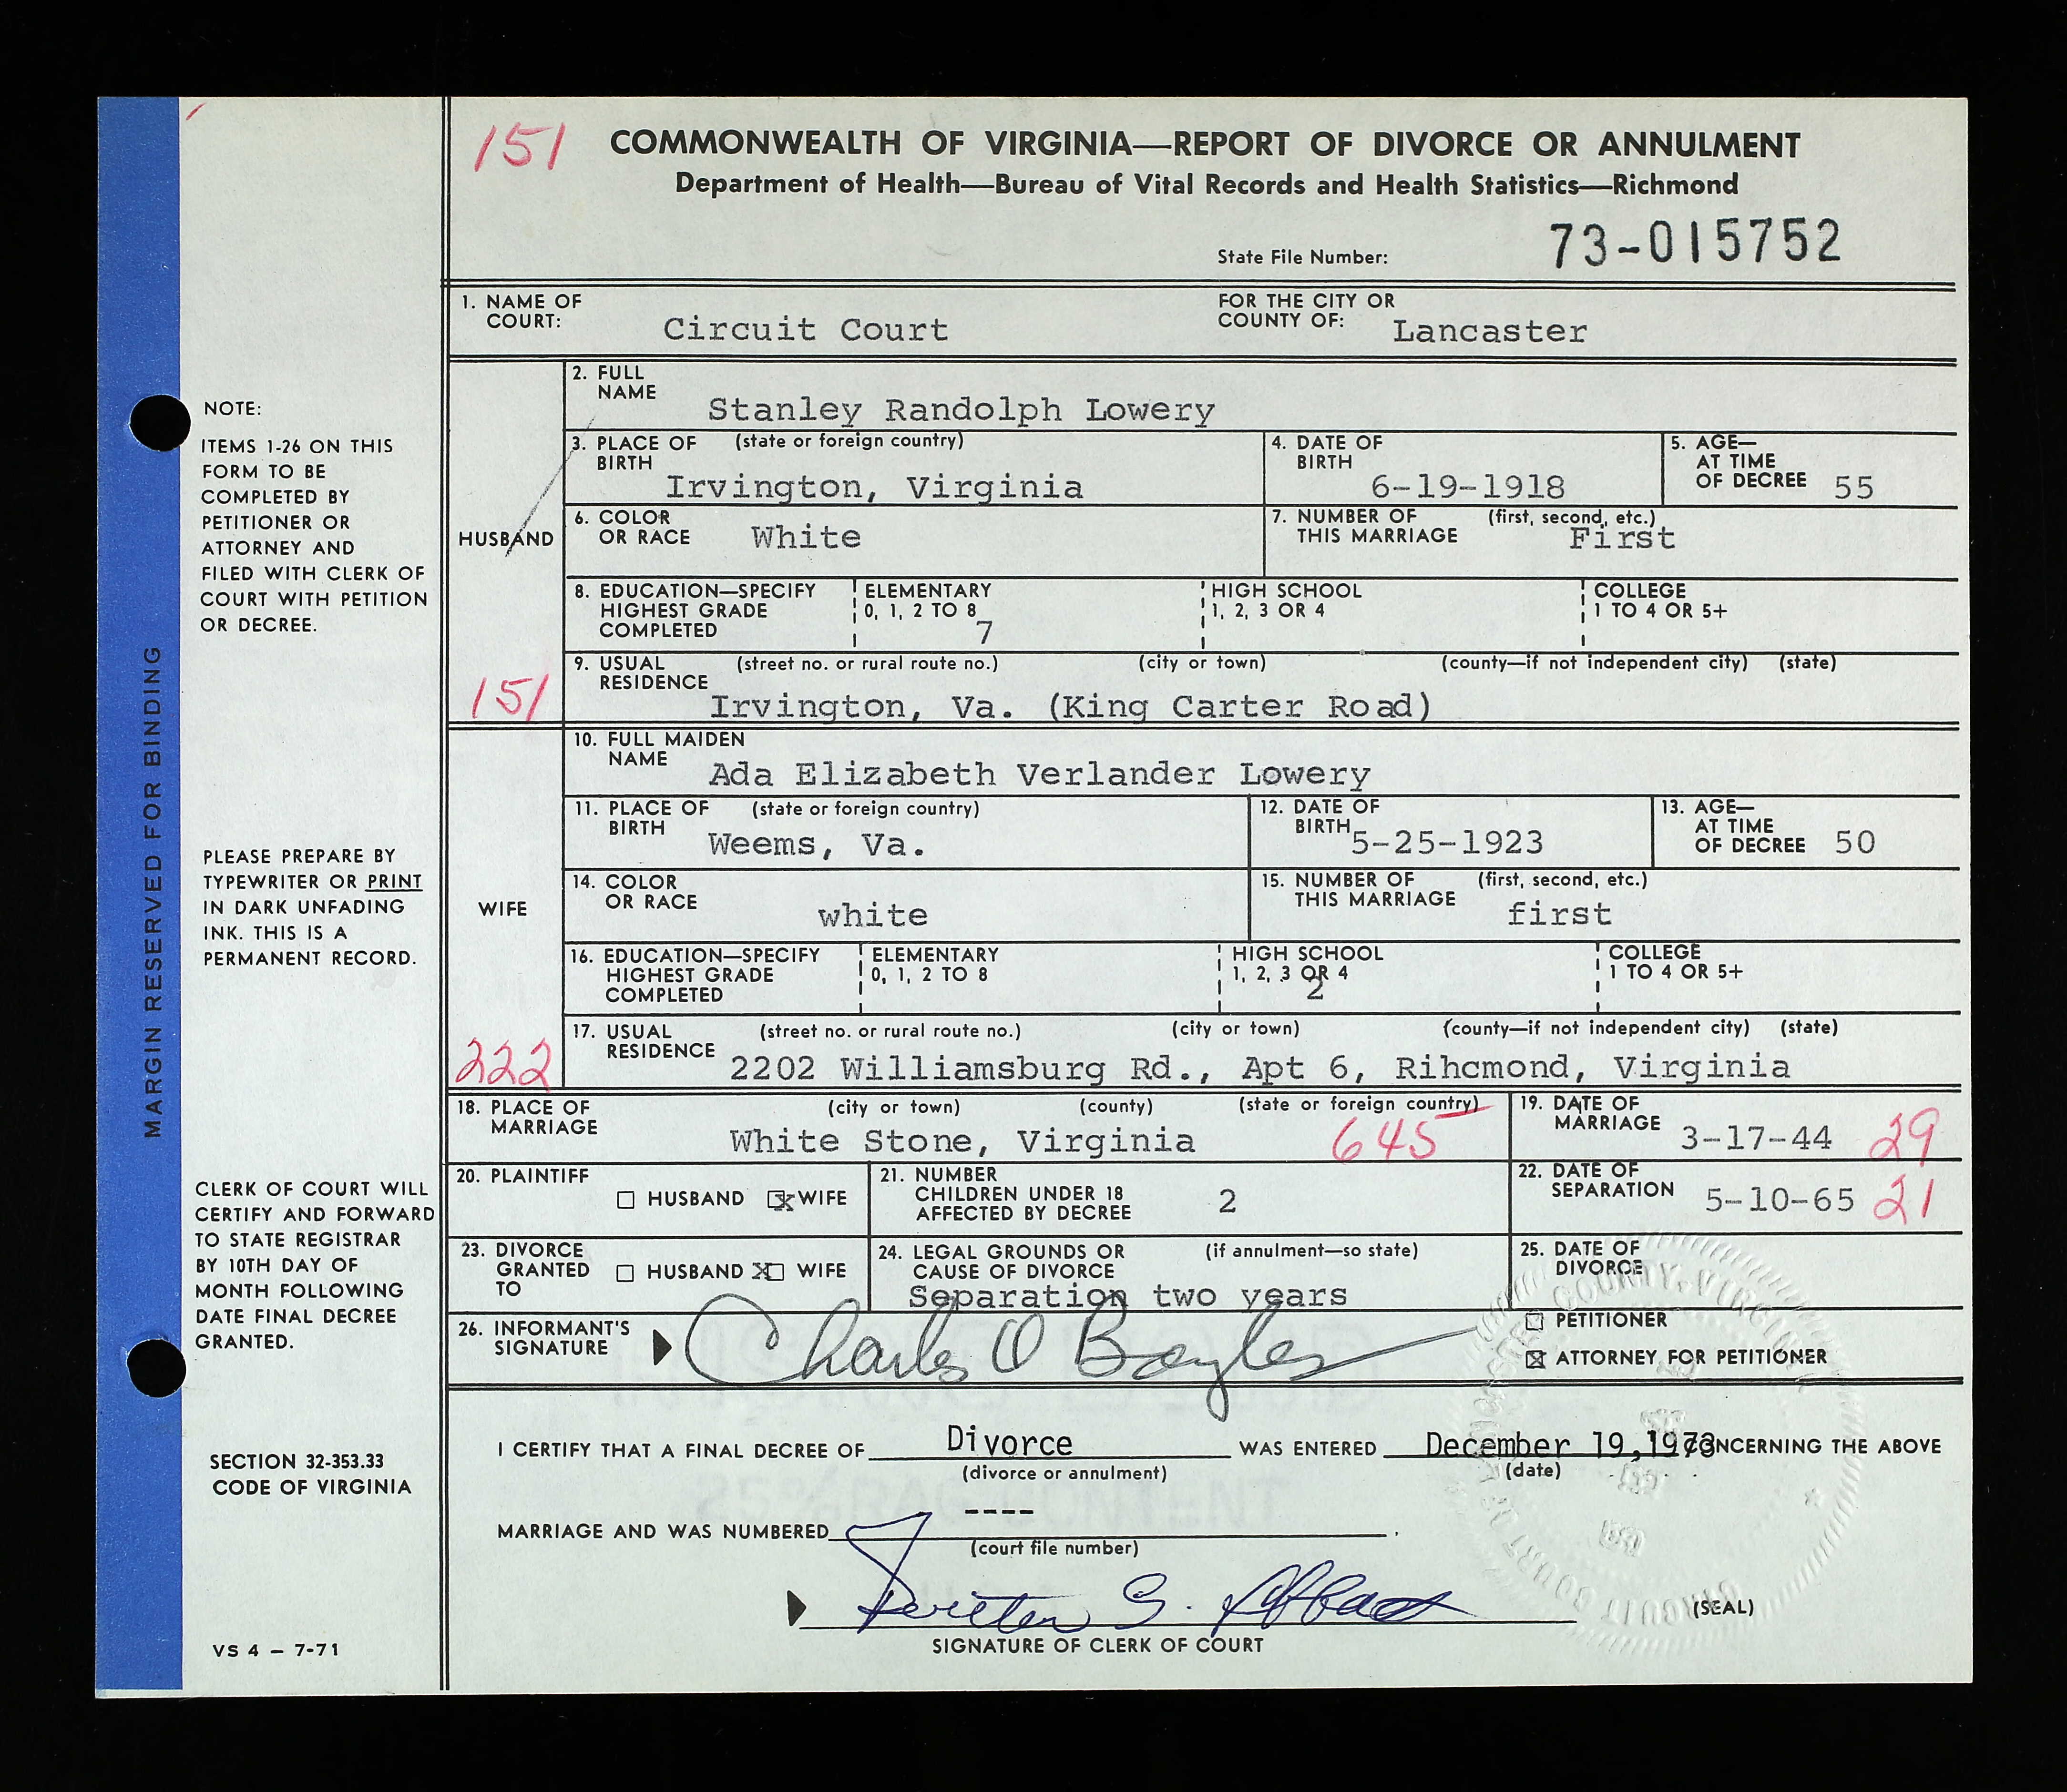 151
COMMONWEALTH OF VIRGINIA—REPORT OF DIVORCE OR ANNULMENT
Department of Health—Bureau of Vital Records and Health Statistics—Richmond
State File Number: 73-015752
1. NAME OF COURT: Circuit Court FOR THE CITY OR COUNTY OF: Lancaster
HUSBAND
2. FULL NAME Stanley Randolph Lowery
3. PLACE OF BIRTH (state or foreign country) Irvington, Virginia
4. DATE OF BIRTH 6-19-1918
5. AGE— AT TIME OF DECREE 55
6. COLOR OR RACE White
7. NUMBER OF THIS MARRIAGE (first, second, etc.) First
8. EDUCATION—SPECIFY HIGHEST GRADE COMPLETED ELEMENTARY 0, 1, 2 TO 8 7 HIGH SCHOOL 1, 2, 3 OR 4 COLLEGE 1 TO 4 OR 5+
9. USUAL RESIDENCE (street no. or rural route no.) (city or town) (county—if not independent city) (state)
151 Irvington, Va. (King Carter Road)
WIFE
10. FULL MAIDEN NAME Ada Elizabeth Verlander Lowery
11. PLACE OF BIRTH (state or foreign country) Weems, Va.
12. DATE OF BIRTH 5-25-1923
13. AGE— AT TIME OF DECREE 50
14. COLOR OR RACE white
15. NUMBER OF THIS MARRIAGE (first, second, etc.) first
16. EDUCATION—SPECIFY HIGHEST GRADE COMPLETED ELEMENTARY 0, 1, 2 TO 8 HIGH SCHOOL 1, 2, 3 OR 4 2 COLLEGE 1 TO 4 OR 5+
17. USUAL RESIDENCE (street no. or rural route no.) (city or town) (county—if not independent city) (state)
222 2202 Williamsburg Rd., Apt 6, Rihcmond, Virginia
18. PLACE OF MARRIAGE (city or town) (county) (state or foreign country) White Stone, Virginia 645
19. DATE OF MARRIAGE 3-17-44 29
20. PLAINTIFF ☐ HUSBAND ☒ WIFE
21. NUMBER CHILDREN UNDER 18 AFFECTED BY DECREE 2
22. DATE OF SEPARATION 5-10-65 21
23. DIVORCE GRANTED TO ☐ HUSBAND ☒ WIFE
24. LEGAL GROUNDS OR CAUSE OF DIVORCE (if annulment—so state) Separation two years
25. DATE OF DIVORCE
26. INFORMANT'S SIGNATURE Charles O Boyles
☐ PETITIONER
☒ ATTORNEY FOR PETITIONER
I CERTIFY THAT A FINAL DECREE OF Divorce WAS ENTERED December 19, 1973 CONCERNING THE ABOVE
(divorce or annulment) (date)
MARRIAGE AND WAS NUMBERED ----
(court file number)
(SEAL)
SIGNATURE OF CLERK OF COURT
MARGIN RESERVED FOR BINDING
NOTE:
ITEMS 1-26 ON THIS
FORM TO BE
COMPLETED BY
PETITIONER OR
ATTORNEY AND
FILED WITH CLERK OF
COURT WITH PETITION
OR DECREE.
PLEASE PREPARE BY
TYPEWRITER OR PRINT
IN DARK UNFADING
INK. THIS IS A
PERMANENT RECORD.
CLERK OF COURT WILL
CERTIFY AND FORWARD
TO STATE REGISTRAR
BY 10TH DAY OF
MONTH FOLLOWING
DATE FINAL DECREE
GRANTED.
SECTION 32-353.33
CODE OF VIRGINIA
VS 4 – 7-71